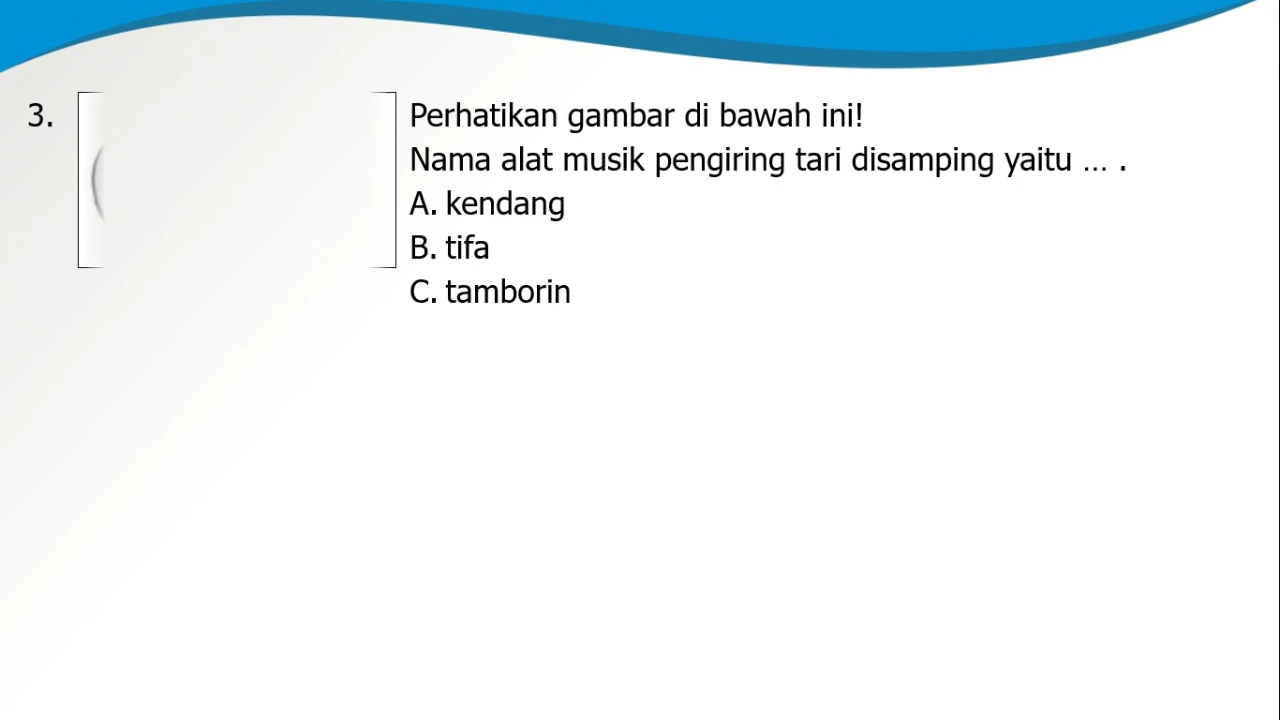 3.
Perhatikan gambar di bawah ini!
Nama alat musik pengiring tari disamping yaitu ... .
A. kendang
B. tifa
C. tamborin